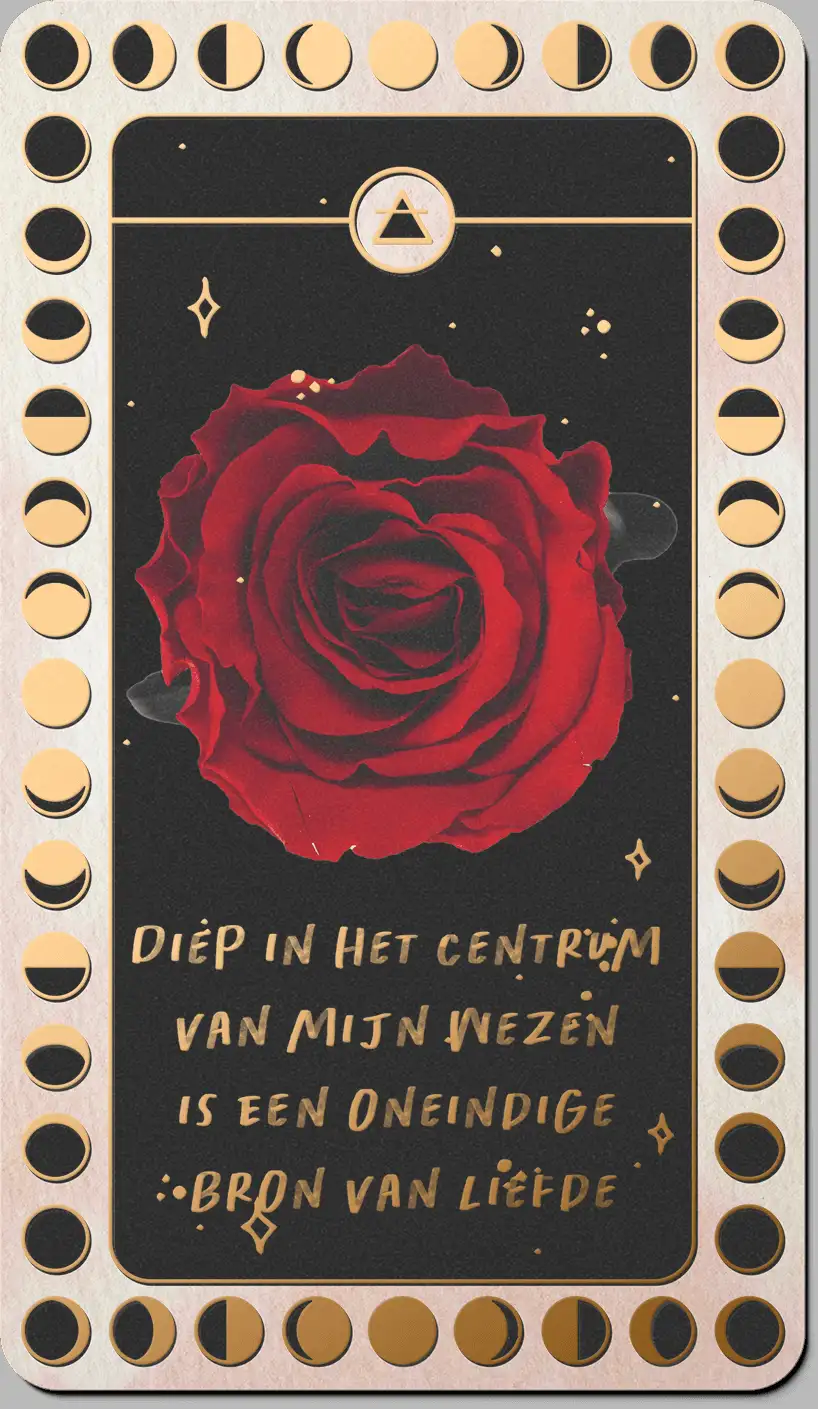 DIEP IN HET CENTRUM
VAN MIJN WEZEN
IS EEN ONEINDIGE
BRON VAN LIEFDE